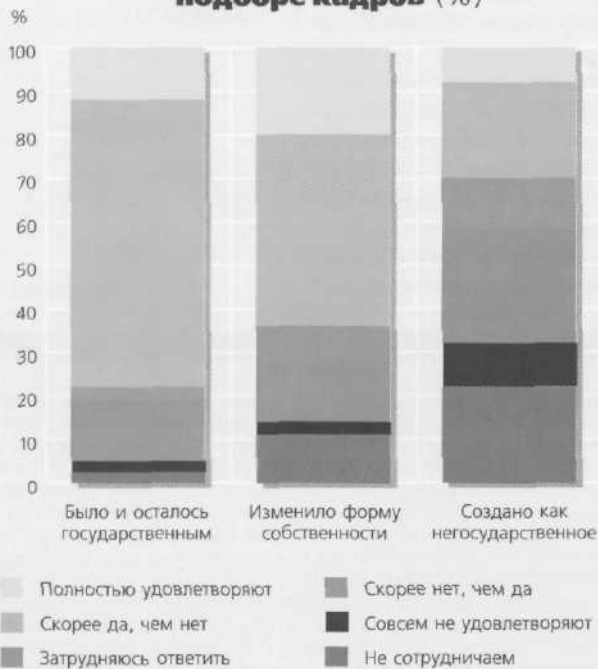 подборе кадров (%)
%
100
90
80
70
60
50
40
30
20
10
0
Было и осталось
государственным
Изменило форму
собственности
Создано как
негосударственное
Полностью удовлетворяют
Скорее да, чем нет
Затрудняюсь ответить
Скорее нет, чем да
Совсем не удовлетворяют
Не сотрудничаем